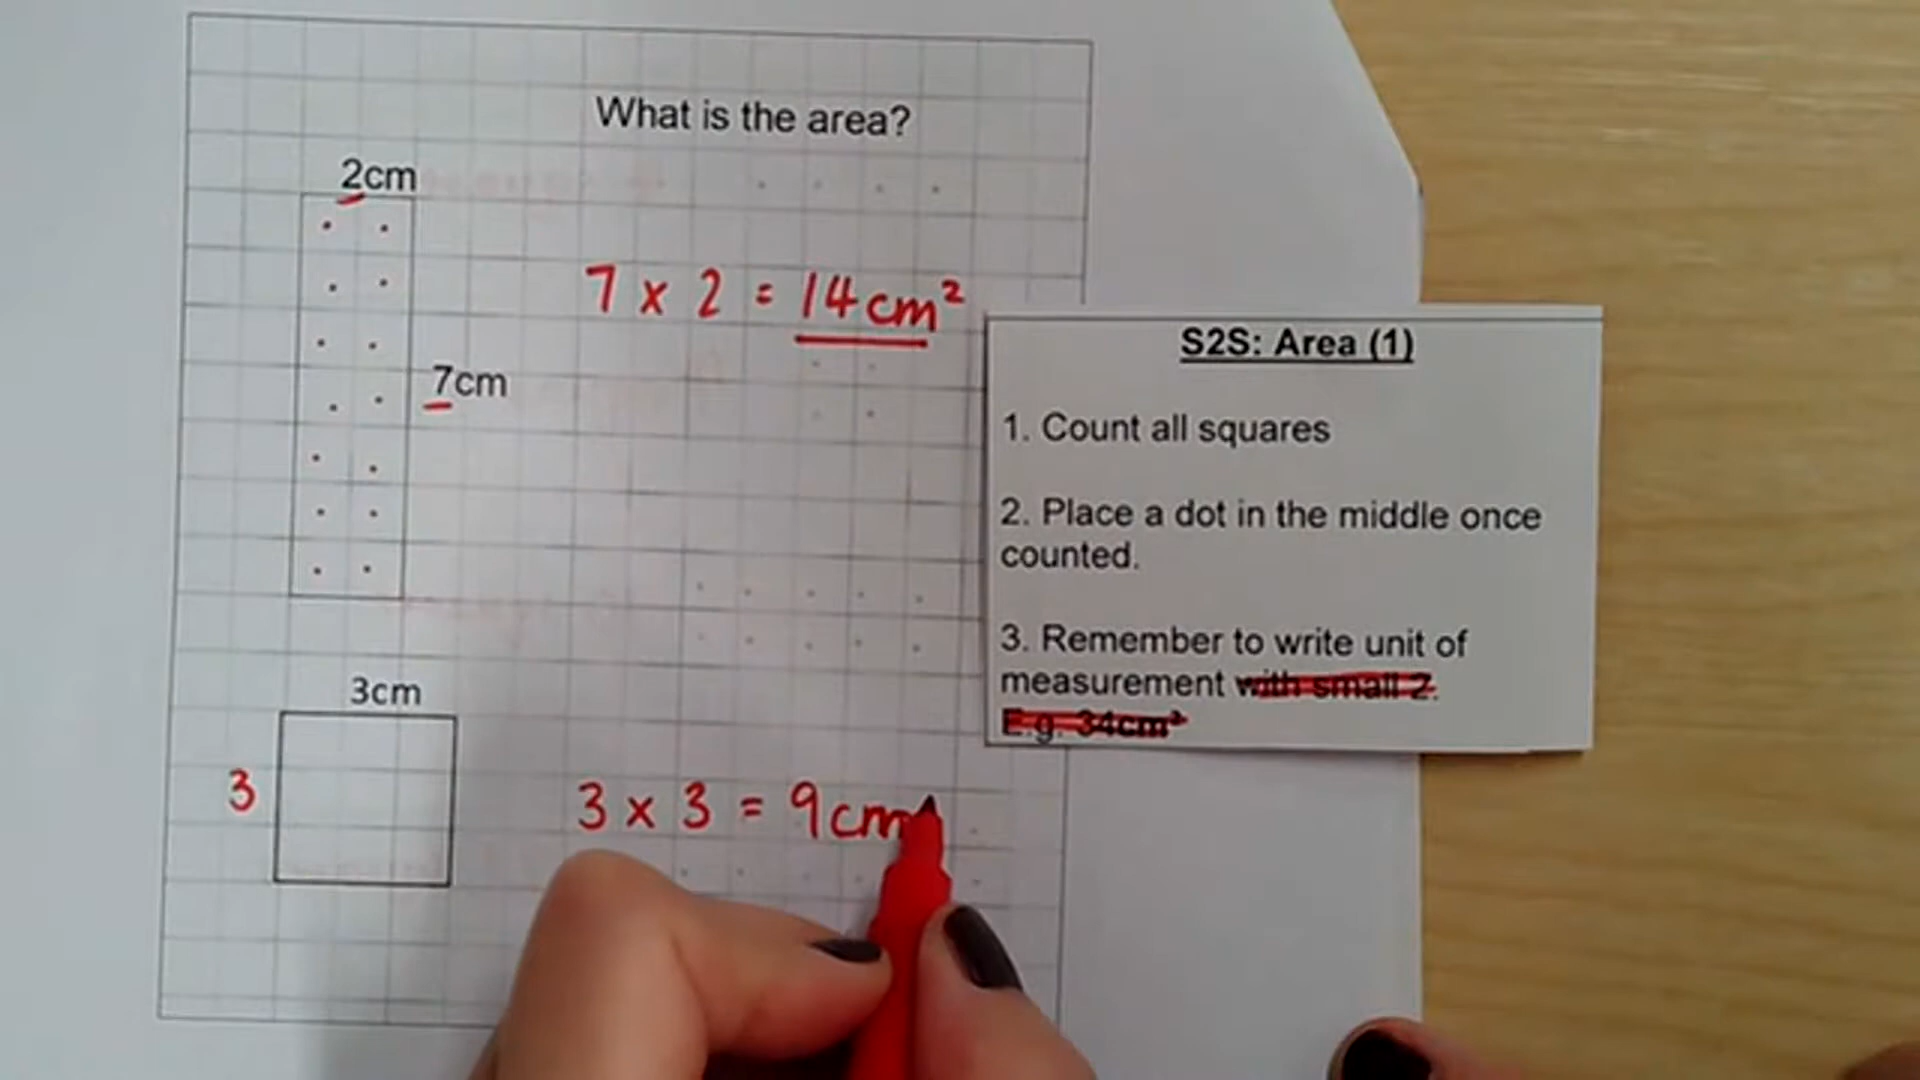 What is the area?
2cm
7 x 2 = 14cm²
7cm
3cm
3
3 x 3 = 9cm
S2S: Area (1)
1. Count all squares
2. Place a dot in the middle once
counted.
3. Remember to write unit of
measurement with small 2.
E.g. 34cm²